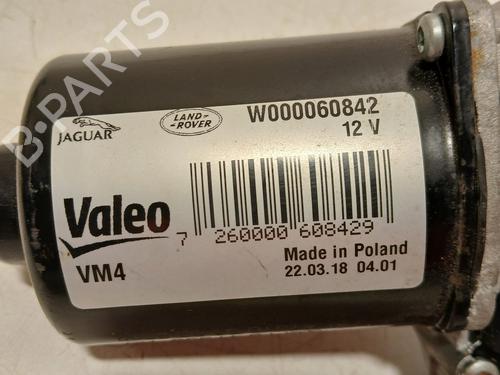 B-PARTS
JAGUAR
LAND-
ROVER
W000060842
12 V
Valeo
7 260000 608429
VM4
Made in Poland
22.03.18 04.01